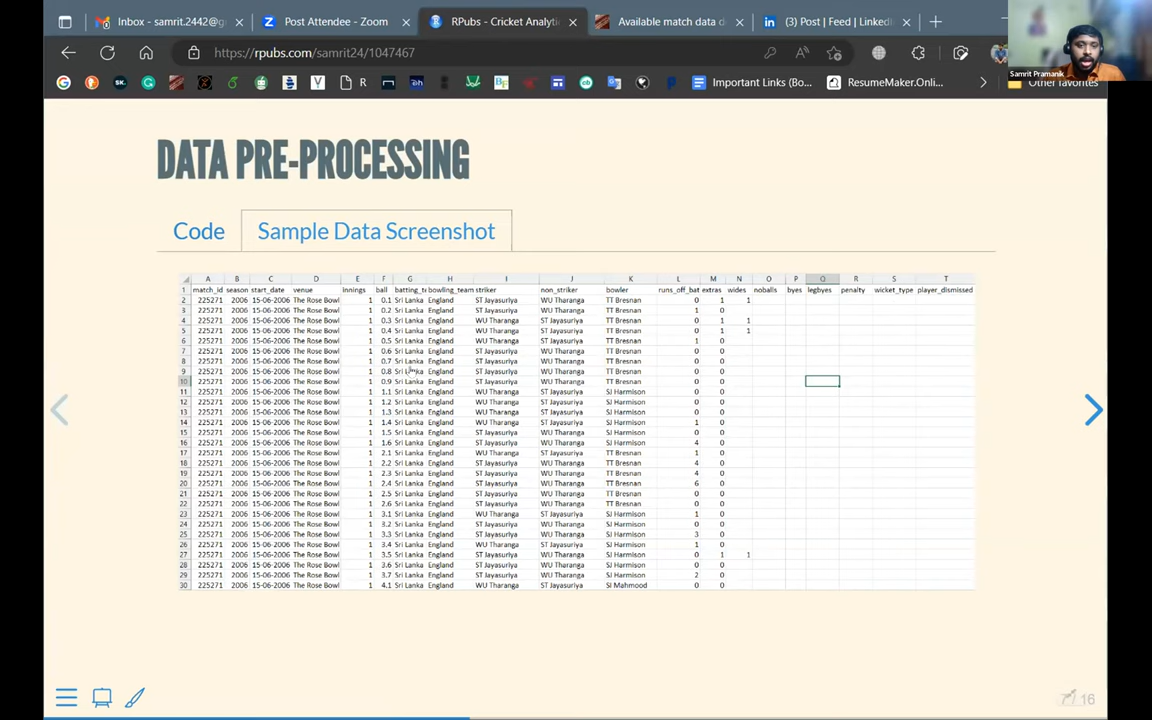 Inbox - samrit.2442@g
Post Attendee - Zoom
RPubs - Cricket Analyti
Available match data d
(3) Post | Feed | LinkedI
https://rpubs.com/samrit24/1047467
Samrit Pramanik
R
Important Links (Bo...
ResumeMaker.Onlin...
Other favorites
DATA PRE-PROCESSING
Code
Sample Data Screenshot
A B C D E F G H I J K L M N O P Q R S T
1 match_id season start_date venue innings ball batting_te bowling_team striker non_striker bowler runs_off_bat extras wides noballs byes legbyes penalty wicket_type player_dismissed
2 225271 2006 15-06-2006 The Rose Bowl 1 0.1 Sri Lanka England ST Jayasuriya WU Tharanga TT Bresnan 0 1 1
3 225271 2006 15-06-2006 The Rose Bowl 1 0.2 Sri Lanka England ST Jayasuriya WU Tharanga TT Bresnan 1 0
4 225271 2006 15-06-2006 The Rose Bowl 1 0.3 Sri Lanka England WU Tharanga ST Jayasuriya TT Bresnan 0 1 1
5 225271 2006 15-06-2006 The Rose Bowl 1 0.4 Sri Lanka England WU Tharanga ST Jayasuriya TT Bresnan 0 1 1
6 225271 2006 15-06-2006 The Rose Bowl 1 0.5 Sri Lanka England WU Tharanga ST Jayasuriya TT Bresnan 1 0
7 225271 2006 15-06-2006 The Rose Bowl 1 0.6 Sri Lanka England ST Jayasuriya WU Tharanga TT Bresnan 0 0
8 225271 2006 15-06-2006 The Rose Bowl 1 0.7 Sri Lanka England ST Jayasuriya WU Tharanga TT Bresnan 0 0
9 225271 2006 15-06-2006 The Rose Bowl 1 0.8 Sri Lanka England ST Jayasuriya WU Tharanga TT Bresnan 0 0
10 225271 2006 15-06-2006 The Rose Bowl 1 0.9 Sri Lanka England ST Jayasuriya WU Tharanga TT Bresnan 0 0
11 225271 2006 15-06-2006 The Rose Bowl 1 1.1 Sri Lanka England WU Tharanga ST Jayasuriya SJ Harmison 0 0
12 225271 2006 15-06-2006 The Rose Bowl 1 1.2 Sri Lanka England WU Tharanga ST Jayasuriya SJ Harmison 0 0
13 225271 2006 15-06-2006 The Rose Bowl 1 1.3 Sri Lanka England WU Tharanga ST Jayasuriya SJ Harmison 0 0
14 225271 2006 15-06-2006 The Rose Bowl 1 1.4 Sri Lanka England WU Tharanga ST Jayasuriya SJ Harmison 1 0
15 225271 2006 15-06-2006 The Rose Bowl 1 1.5 Sri Lanka England ST Jayasuriya WU Tharanga SJ Harmison 0 0
16 225271 2006 15-06-2006 The Rose Bowl 1 1.6 Sri Lanka England ST Jayasuriya WU Tharanga SJ Harmison 4 0
17 225271 2006 15-06-2006 The Rose Bowl 1 2.1 Sri Lanka England WU Tharanga ST Jayasuriya TT Bresnan 1 0
18 225271 2006 15-06-2006 The Rose Bowl 1 2.2 Sri Lanka England ST Jayasuriya WU Tharanga TT Bresnan 4 0
19 225271 2006 15-06-2006 The Rose Bowl 1 2.3 Sri Lanka England ST Jayasuriya WU Tharanga TT Bresnan 4 0
20 225271 2006 15-06-2006 The Rose Bowl 1 2.4 Sri Lanka England ST Jayasuriya WU Tharanga TT Bresnan 6 0
21 225271 2006 15-06-2006 The Rose Bowl 1 2.5 Sri Lanka England ST Jayasuriya WU Tharanga TT Bresnan 0 0
22 225271 2006 15-06-2006 The Rose Bowl 1 2.6 Sri Lanka England ST Jayasuriya WU Tharanga TT Bresnan 0 0
23 225271 2006 15-06-2006 The Rose Bowl 1 3.1 Sri Lanka England WU Tharanga ST Jayasuriya SJ Harmison 1 0
24 225271 2006 15-06-2006 The Rose Bowl 1 3.2 Sri Lanka England ST Jayasuriya WU Tharanga SJ Harmison 0 0
25 225271 2006 15-06-2006 The Rose Bowl 1 3.3 Sri Lanka England ST Jayasuriya WU Tharanga SJ Harmison 3 0
26 225271 2006 15-06-2006 The Rose Bowl 1 3.4 Sri Lanka England ST Jayasuriya WU Tharanga SJ Harmison 1 0
27 225271 2006 15-06-2006 The Rose Bowl 1 3.5 Sri Lanka England ST Jayasuriya WU Tharanga SJ Harmison 0 1 1
28 225271 2006 15-06-2006 The Rose Bowl 1 3.6 Sri Lanka England ST Jayasuriya WU Tharanga SJ Harmison 0 0
29 225271 2006 15-06-2006 The Rose Bowl 1 3.7 Sri Lanka England ST Jayasuriya WU Tharanga SJ Harmison 2 0
30 225271 2006 15-06-2006 The Rose Bowl 1 4.1 Sri Lanka England WU Tharanga ST Jayasuriya SI Mahmood 0 0
16